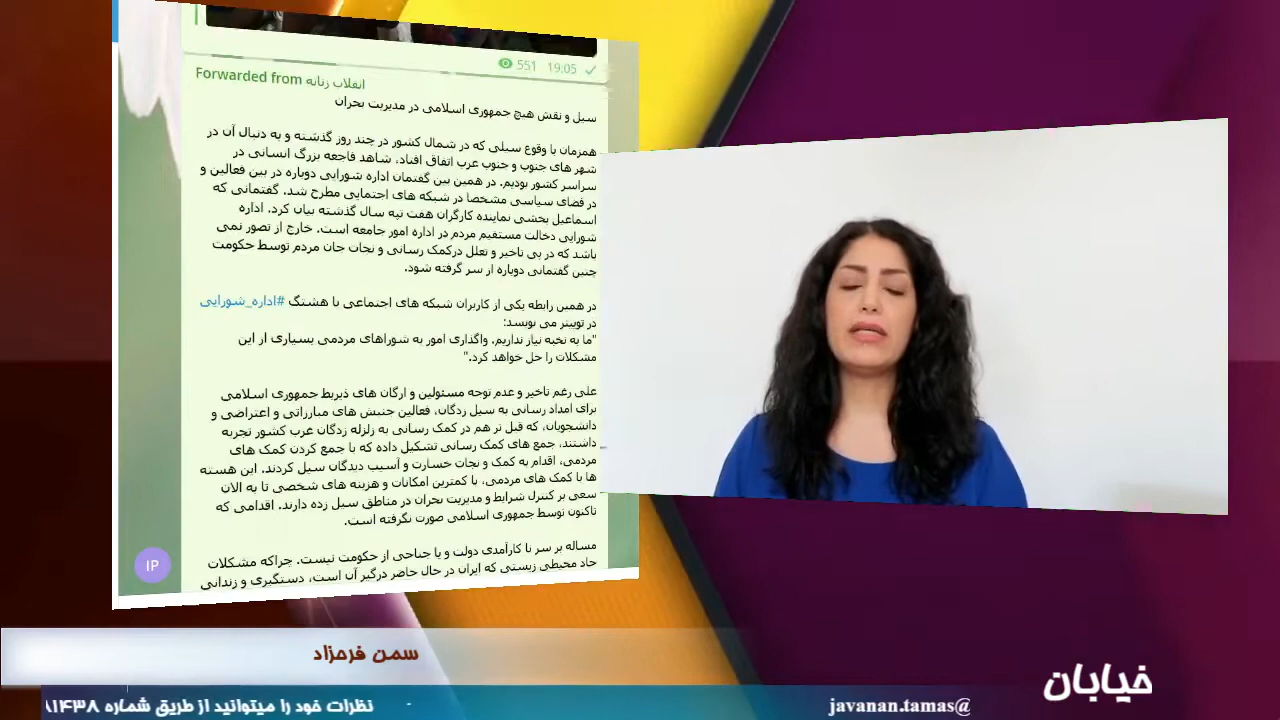 551 19:05
Forwarded from انقلاب زنانه
سیل و نقش هیچ جمهوری اسلامی در مدیریت بحران
همزمان با وقوع سیلی که در شمال کشور در چند روز گذشته و به دنبال آن در
شهر های جنوب و جنوب غرب اتفاق افتاد، شاهد فاجعه بزرگ انسانی در
سراسر کشور بودیم. در همین بین گفتمان اداره شورایی دوباره در بین فعالین و
در فضای سیاسی مشخصا در شبکه های اجتمایی مطرح شد. گفتمانی که
اسماعیل بخشی نماینده کارگران هفت تپه سال گذشته بیان کرد. اداره
شورایی دخالت مستقیم مردم در اداره امور جامعه است. خارج از تصور نمی
باشد که در پی تاخیر و تعلل درکمک رسانی و نجات جان مردم توسط حکومت
چنین گفتمانی دوباره از سر گرفته شود.
در همین رابطه یکی از کاربران شبکه های اجتماعی با هشتگ #اداره_شورایی
در توییتر می نویسد:
"ما به نخبه نیاز نداریم. واگذاری امور به شوراهای مردمی بسیاری از این
مشکلات را حل خواهد کرد."
علی رغم تاخیر و عدم توجه مسئولین و ارگان های ذیربط جمهوری اسلامی
برای امداد رسانی به سیل زدگان، فعالین جنبش های مبارزاتی و اعتراضی و
دانشجویان، که قبل تر هم در کمک رسانی به زلزله زدگان غرب کشور تجربه
داشتند، جمع های کمک رسانی تشکیل داده که با جمع کردن کمک های
مردمی، اقدام به کمک و نجات خسارت و آسیب دیدگان سیل کردند. این هسته
ها با کمک های مردمی، با کمترین امکانات و هزینه های شخصی تا به الان
سعی بر کنترل شرایط و مدیریت بحران در مناطق سیل زده دارند. اقدامی که
تاکنون توسط جمهوری اسلامی صورت نگرفته است.
مساله بر سر نا کارآمدی دولت و یا جناحی از حکومت نیست. چراکه مشکلات
حاد محیطی زیستی که ایران در حال حاضر درگیر آن است، دستگیری و زندانی
IP
سمن فرحزاد
خیابان
نظرات خود را میتوانید از طریق شماره ۸۱۴۳۸
@javanan.tamas